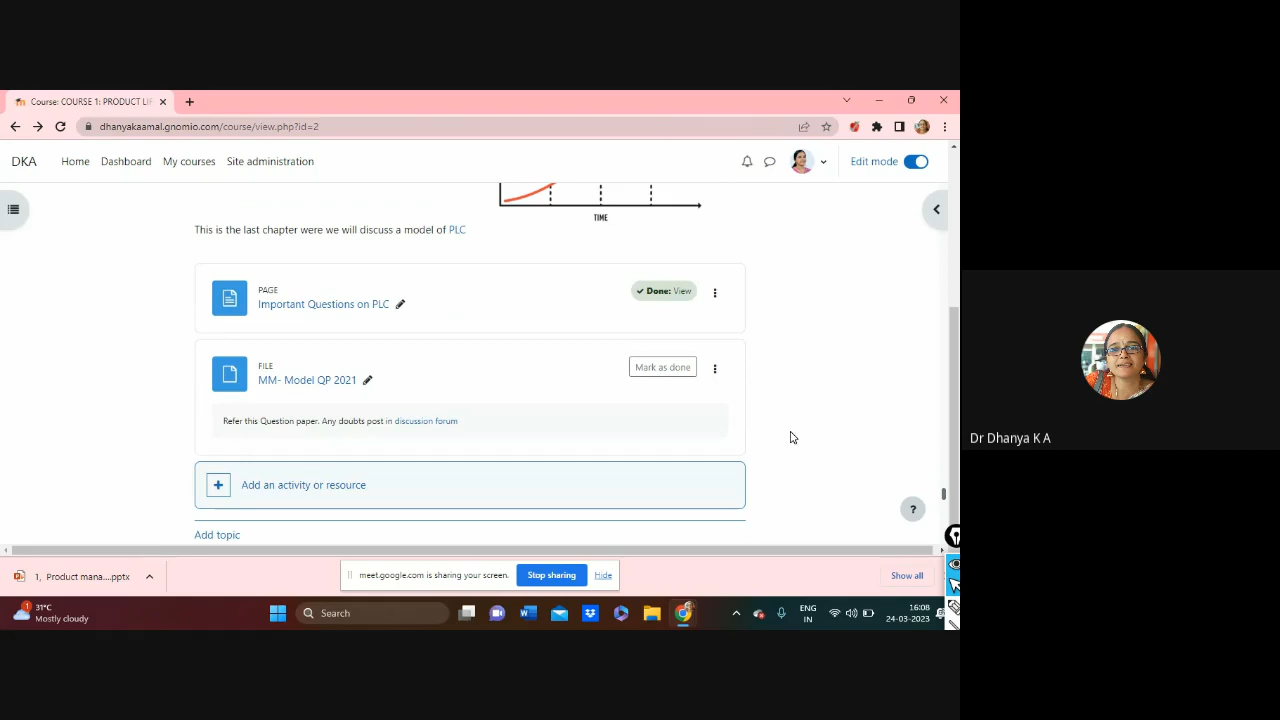 Course: COURSE 1: PRODUCT LIF
dhanyakaamal.gnomio.com/course/view.php?id=2
DKA Home Dashboard My courses Site administration Edit mode
TIME
This is the last chapter were we will discuss a model of PLC
PAGE
Important Questions on PLC
Done: View
FILE
MM- Model QP 2021
Mark as done
Refer this Question paper. Any doubts post in discussion forum
+ Add an activity or resource
?
Add topic
1, Product mana....pptx
meet.google.com is sharing your screen. Stop sharing Hide
Show all
1
31°C
Mostly cloudy
Search
ENG
IN
16:08
24-03-2023
Dr Dhanya K A